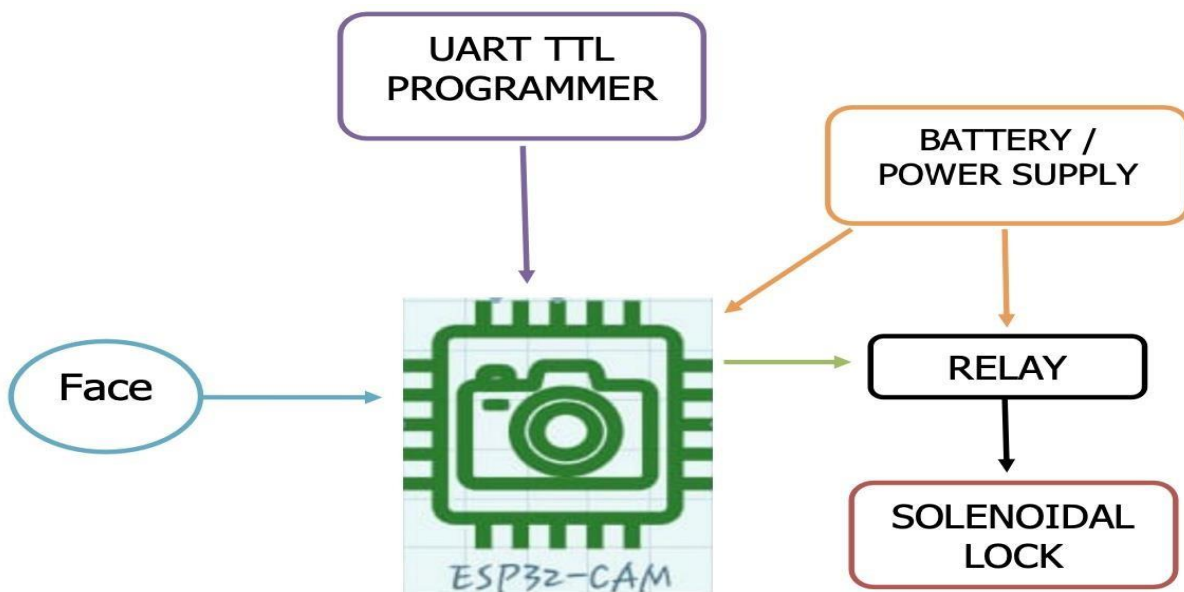 UART TTL
PROGRAMMER
BATTERY /
POWER SUPPLY
Face
RELAY
SOLENOIDAL
LOCK
ESP32-CAM